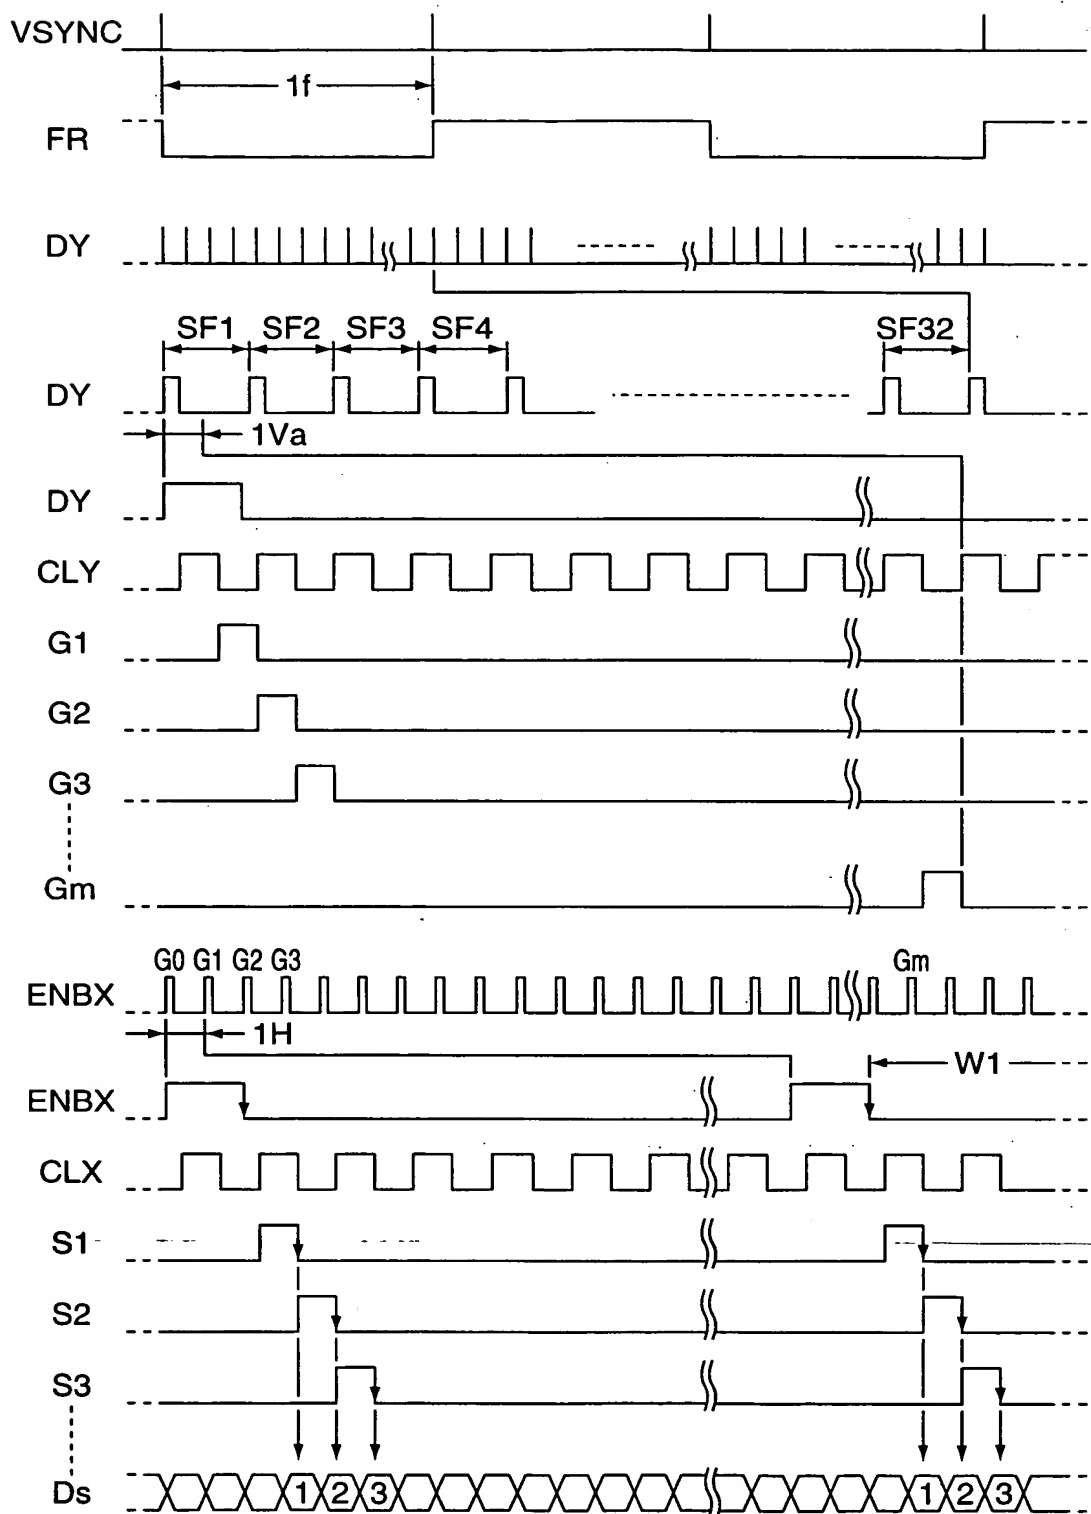 VSYNC
1f
FR
DY
SF1 SF2 SF3 SF4 SF32
DY
1Va
DY
CLY
G1
G2
G3
Gm
G0 G1 G2 G3 Gm
ENBX
1H
W1
ENBX
CLX
S1
S2
S3
Ds 1 2 3 1 2 3